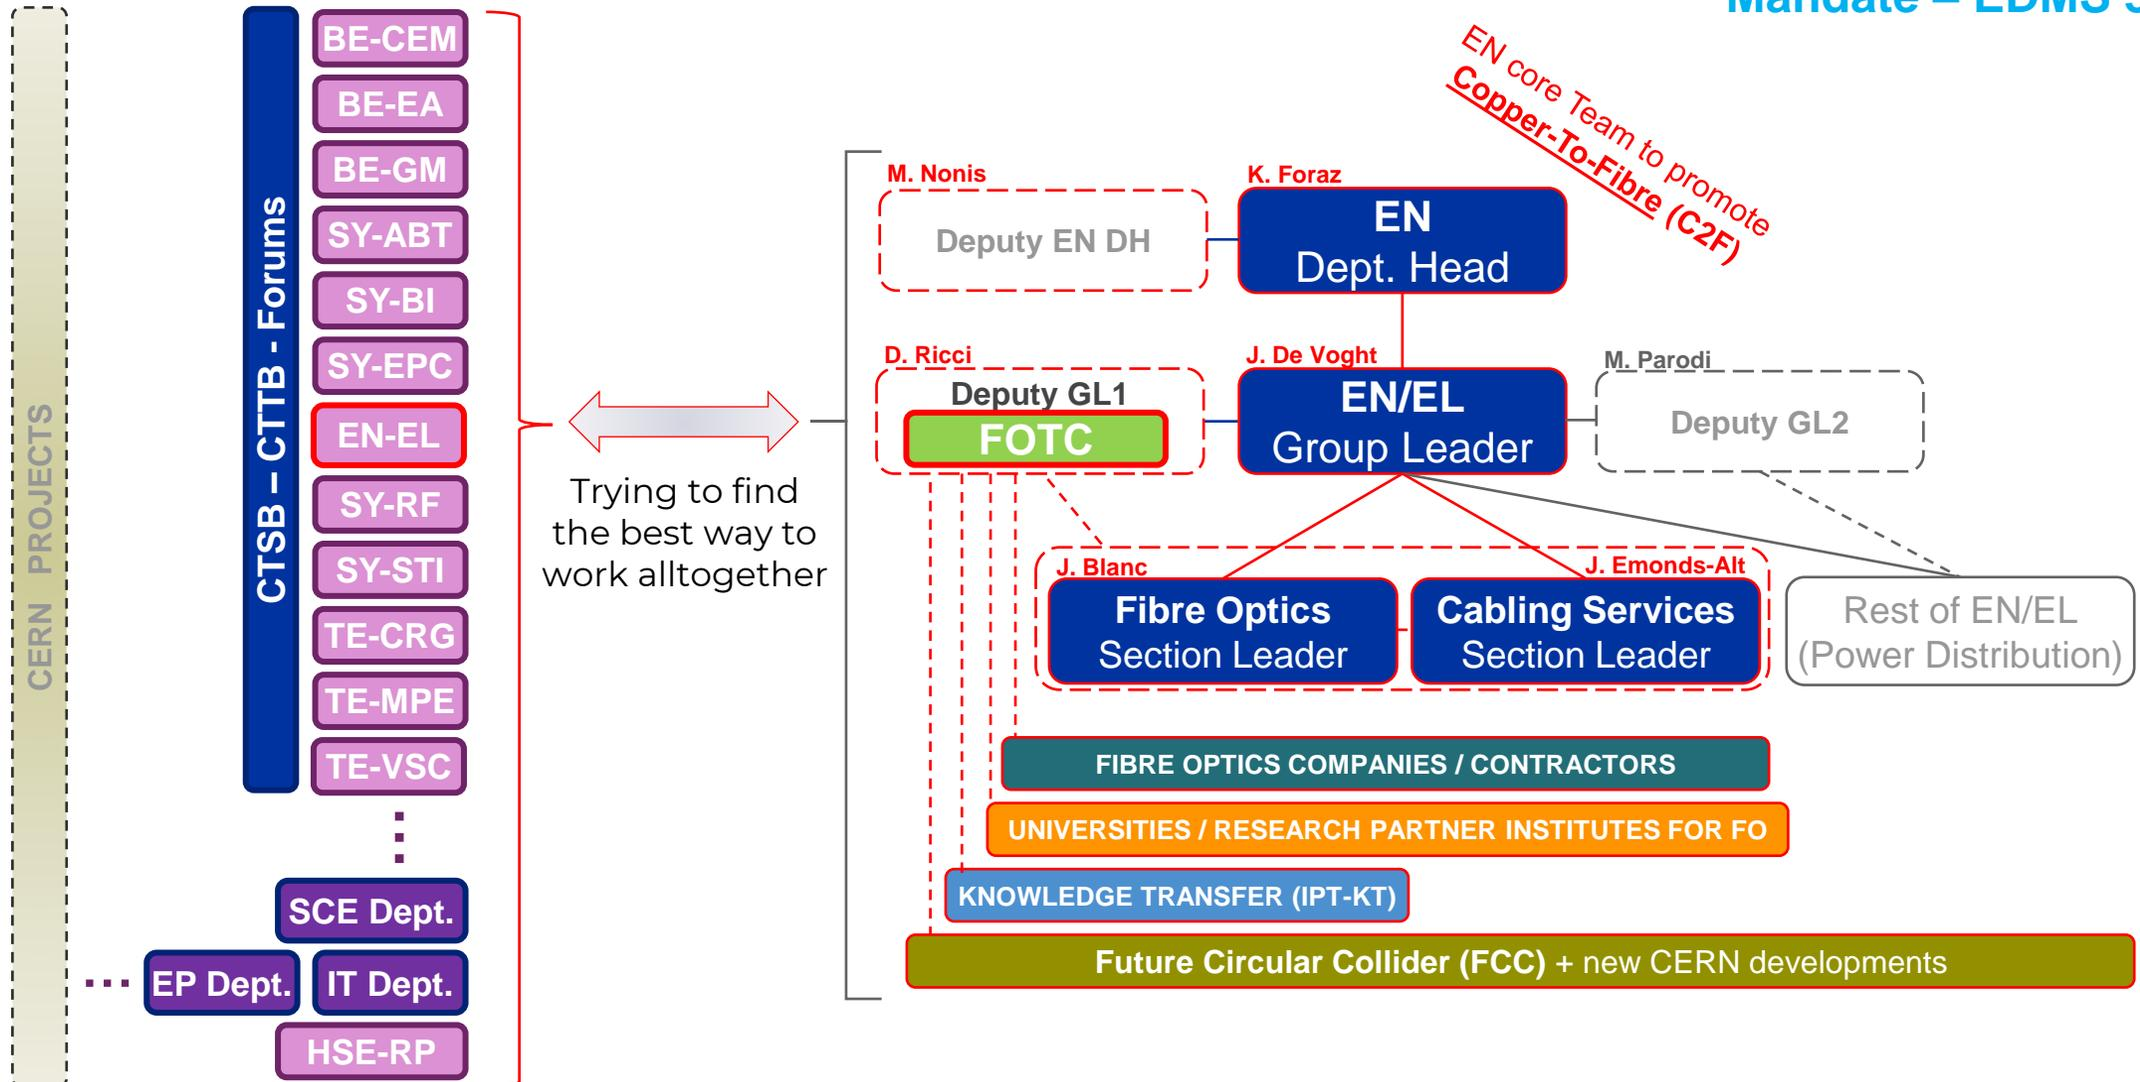 Mandate – EDMS
CERN PROJECTS
CTSB – CTTB - Forums
BE-CEM
BE-EA
BE-GM
SY-ABT
SY-BI
SY-EPC
EN-EL
SY-RF
SY-STI
TE-CRG
TE-MPE
TE-VSC
SCE Dept.
EP Dept.
IT Dept.
HSE-RP
Trying to find
the best way to
work alltogether
EN core Team to promote
Copper-To-Fibre (C2F)
M. Nonis
Deputy EN DH
K. Foraz
EN
Dept. Head
D. Ricci
Deputy GL1
FOTC
J. De Voght
EN/EL
Group Leader
M. Parodi
Deputy GL2
J. Blanc
Fibre Optics
Section Leader
J. Emonds-Alt
Cabling Services
Section Leader
Rest of EN/EL
(Power Distribution)
FIBRE OPTICS COMPANIES / CONTRACTORS
UNIVERSITIES / RESEARCH PARTNER INSTITUTES FOR FO
KNOWLEDGE TRANSFER (IPT-KT)
Future Circular Collider (FCC) + new CERN developments